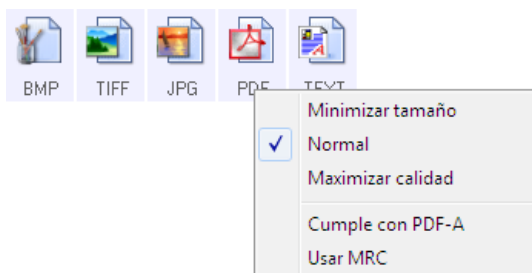 BMP TIFF JPG PDF TEXT
Minimizar tamaño
Normal
Maximizar calidad
Cumple con PDF-A
Usar MRC